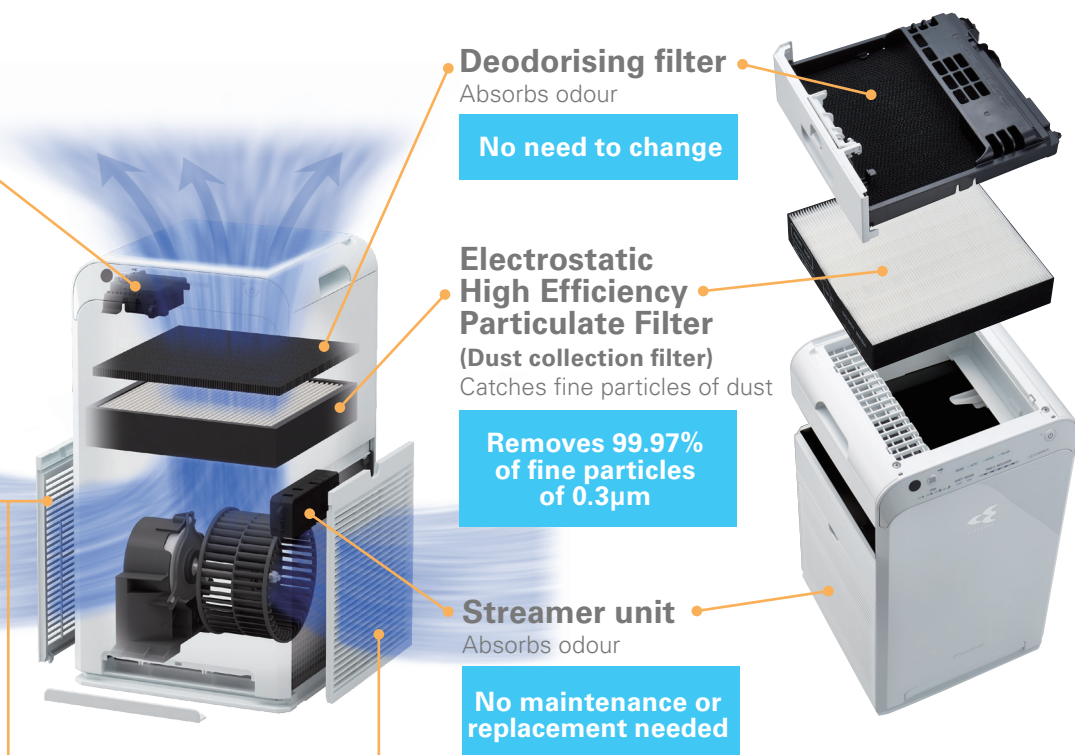 Deodorising filter
Absorbs odour
No need to change
Electrostatic
High Efficiency
Particulate Filter
(Dust collection filter)
Catches fine particles of dust
Removes 99.97%
of fine particles
of 0.3µm
Streamer unit
Absorbs odour
No maintenance or
replacement needed